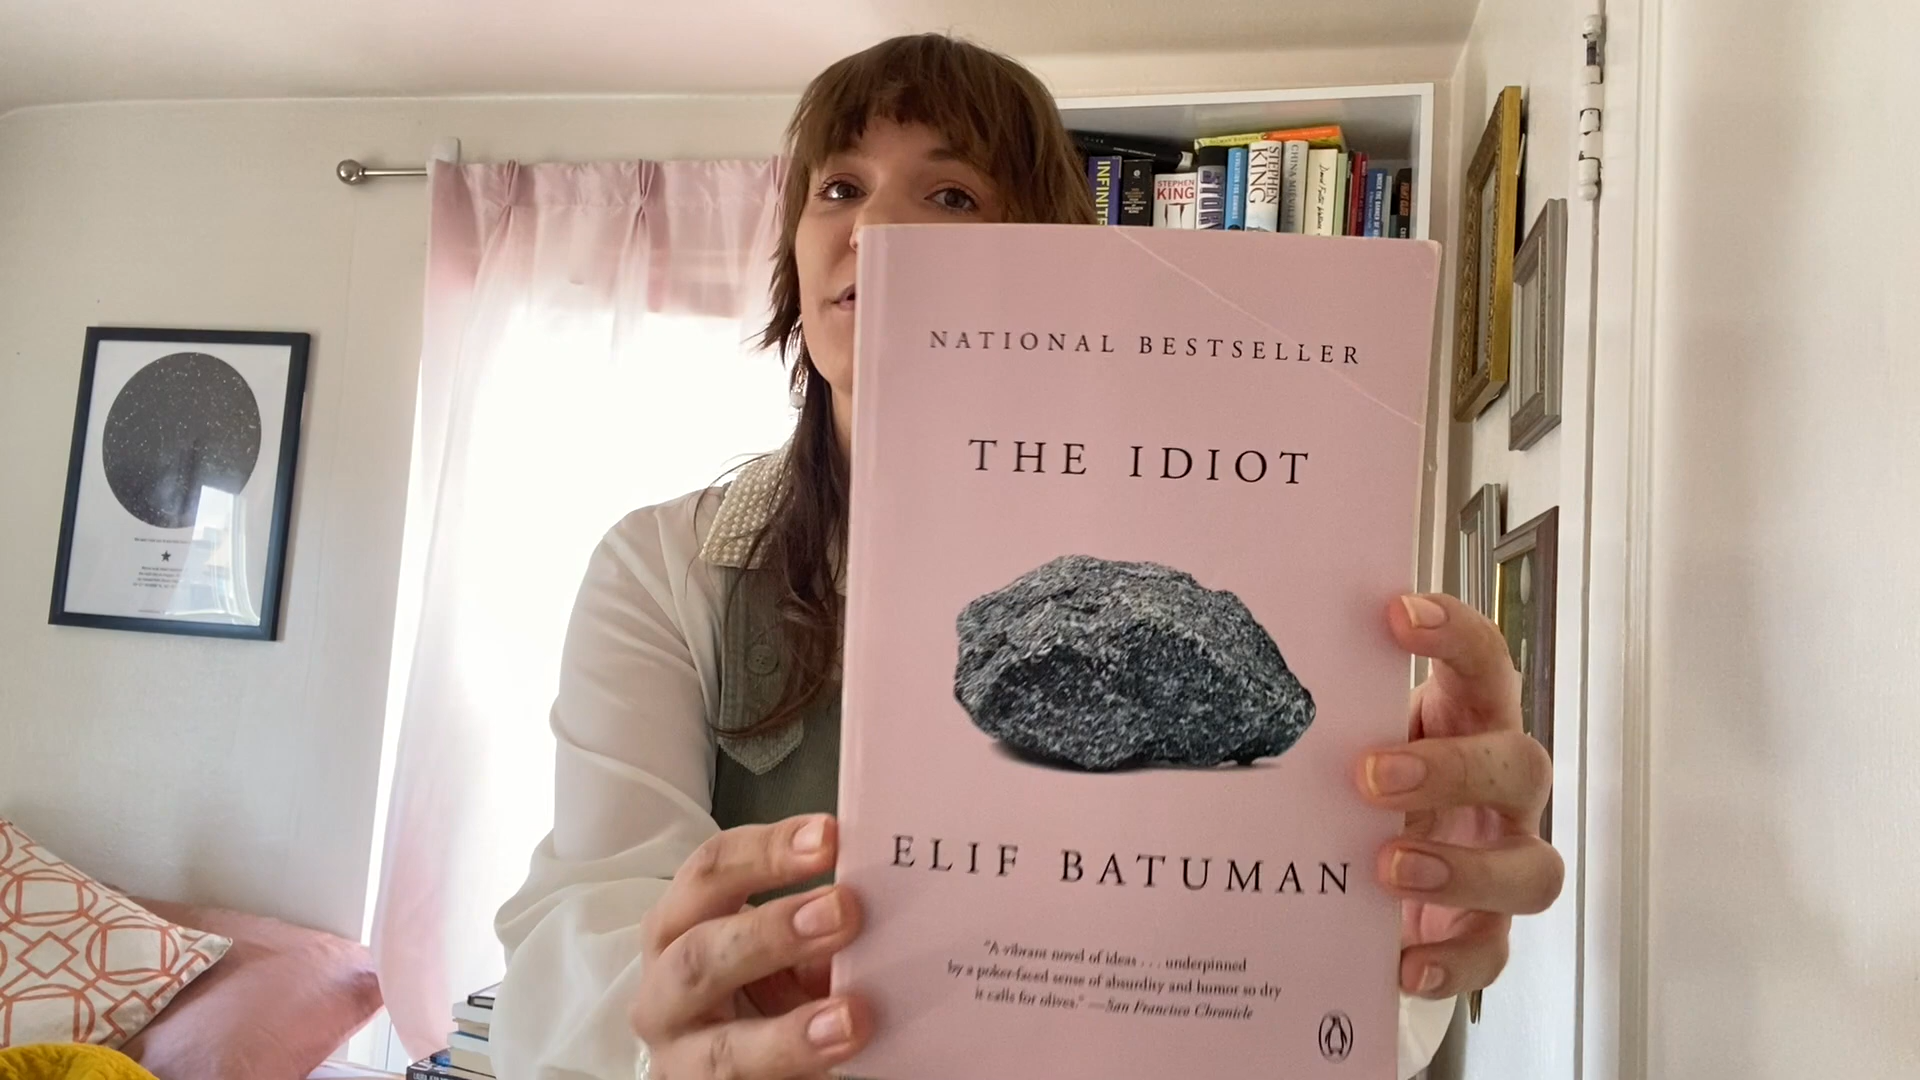 INFINITE
STEPHEN
KING
IT
STEPHEN
KING
CHINA MIÉVILLE
NATIONAL BESTSELLER
THE IDIOT
ELIF BATUMAN
"A vibrant novel of ideas . . . underpinned
by a poker-faced sense of absurdity and humor so dry
it calls for olives." —San Francisco Chronicle